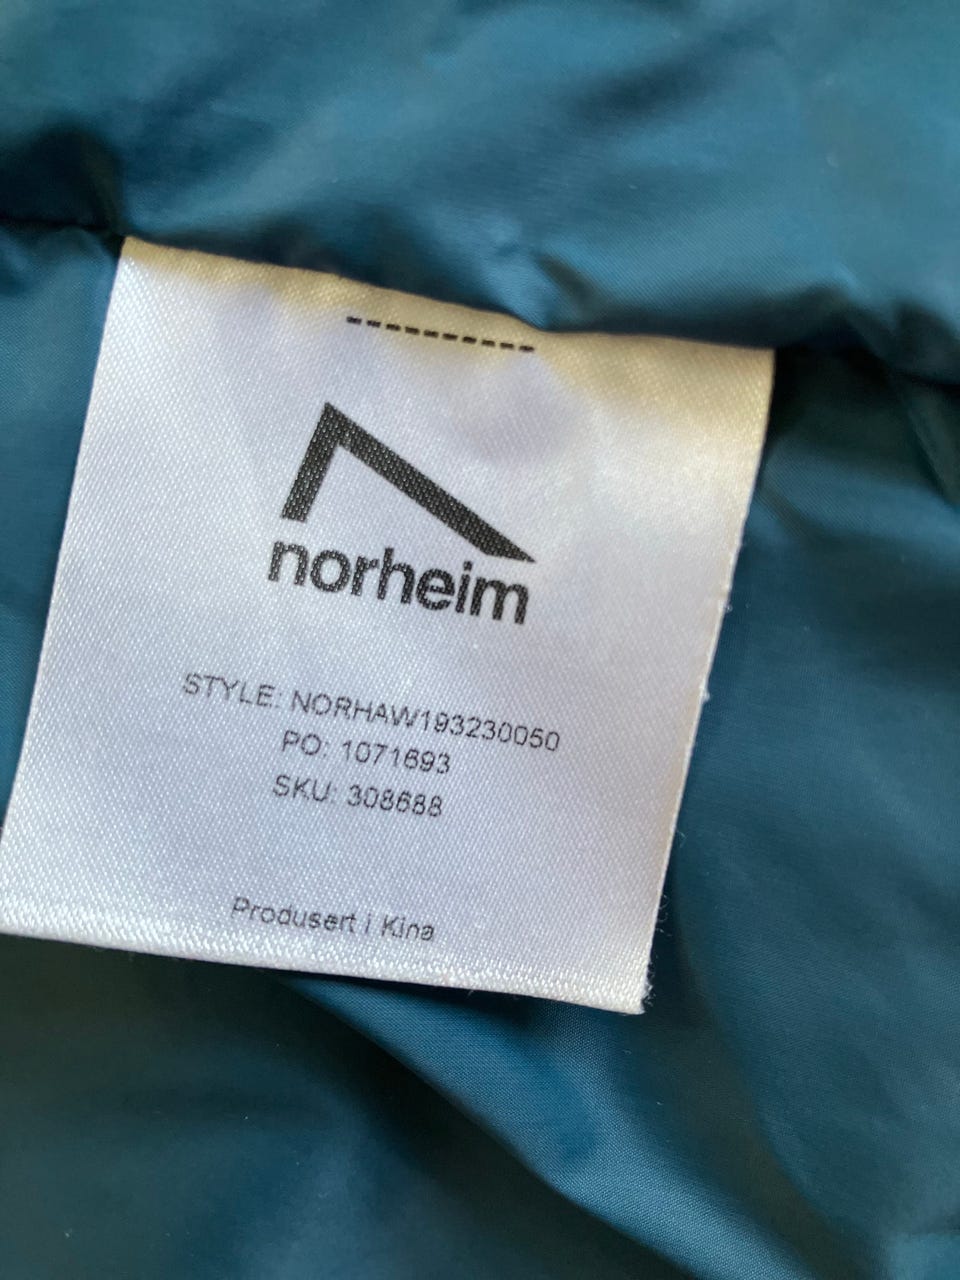 norheim
STYLE: NORHAW193230050
PO: 1071693
SKU: 308688
Produsert i Kina